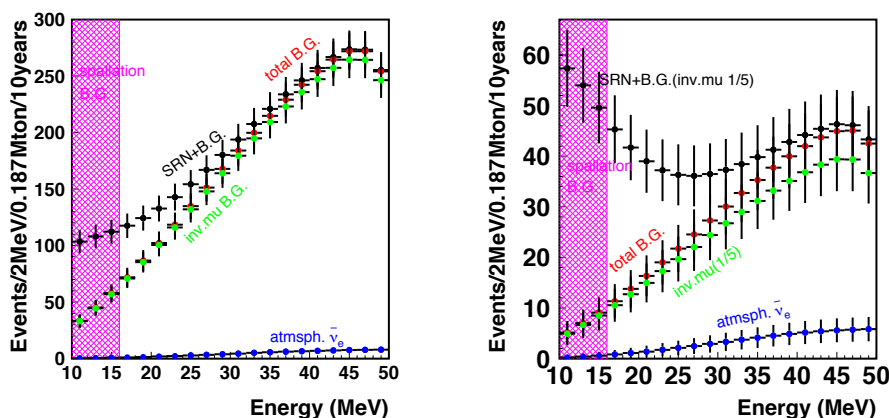 Events/2MeV/0.187Mton/10years
300
250
200
150
100
50
0
spallation
B.G.
total B.G.
SRN+B.G.
inv.mu B.G.
atmsph. ν̄e
10 15 20 25 30 35 40 45 50
Energy (MeV)
Events/2MeV/0.187Mton/10years
60
50
40
30
20
10
0
SRN+B.G.(inv.mu 1/5)
spallation
B.G.
total B.G.
inv.mu(1/5)
atmsph. ν̄e
10 15 20 25 30 35 40 45 50
Energy (MeV)